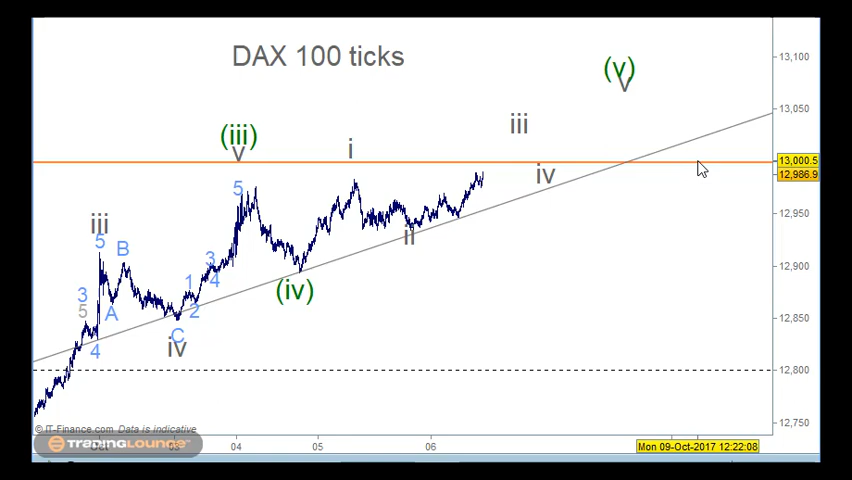 DAX 100 ticks
13,100
(v)
v
13,050
(iii)
v
iii
i
13,000.5
12,986.9
iv
5
12,950
iii
5
B
ii
3
12,900
1
4
(iv)
3
5
A
2
12,850
4
C
iv
12,800
12,750
© IT-Finance.com Data is indicative
TRADINGLOUNGE
Oct
03
04
05
06
Mon 09-Oct-2017 12:22:08